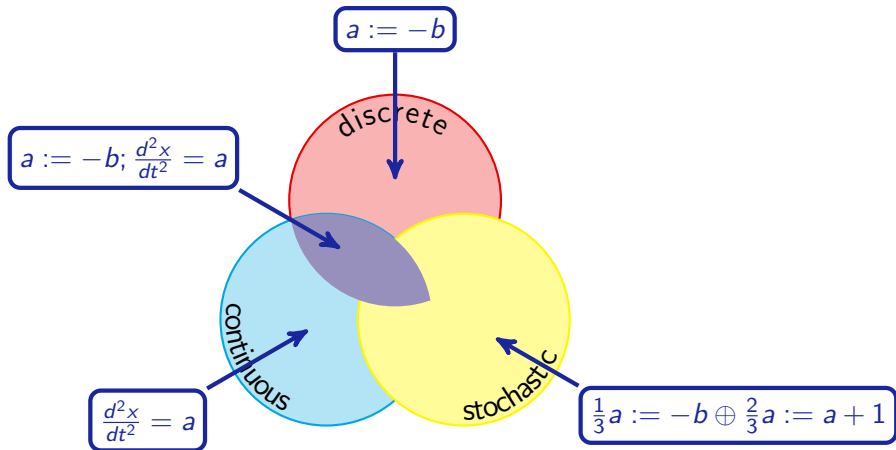 a := −b
discrete
a := −b; d²x/dt² = a
continuous
stochastic
d²x/dt² = a
1/3 a := −b ⊕ 2/3 a := a + 1